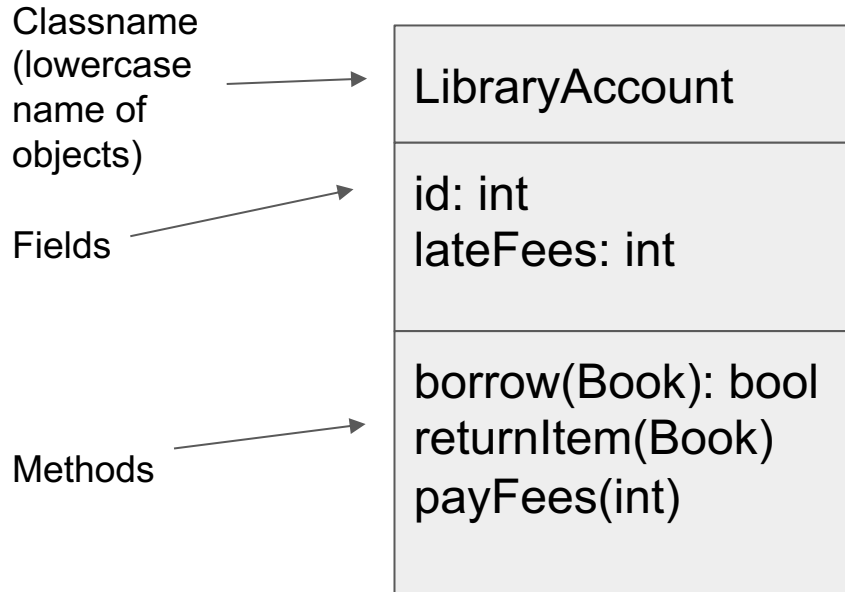 Classname
(lowercase
name of
objects)
Fields
Methods
LibraryAccount
id: int
lateFees: int
borrow(Book): bool
returnItem(Book)
payFees(int)